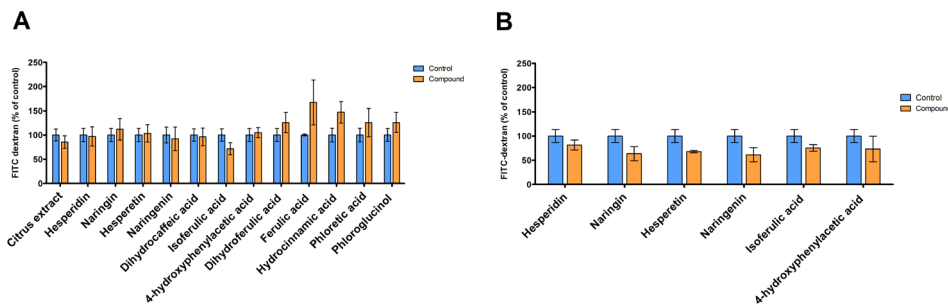 A
FITC dextran (% of control)
250
200
150
100
50
0
Control
Compound
Citrus extract
Hesperidin
Naringin
Hesperetin
Naringenin
Dihydrocaffeic acid
Isoferulic acid
4-hydroxyphenylacetic acid
Dihydroferulic acid
Ferulic acid
Hydrocinnamic acid
Phloretic acid
Phloroglucinol
B
FITC-dextran (% of control)
250
200
150
100
50
0
Control
Compound
Hesperidin
Naringin
Hesperetin
Naringenin
Isoferulic acid
4-hydroxyphenylacetic acid